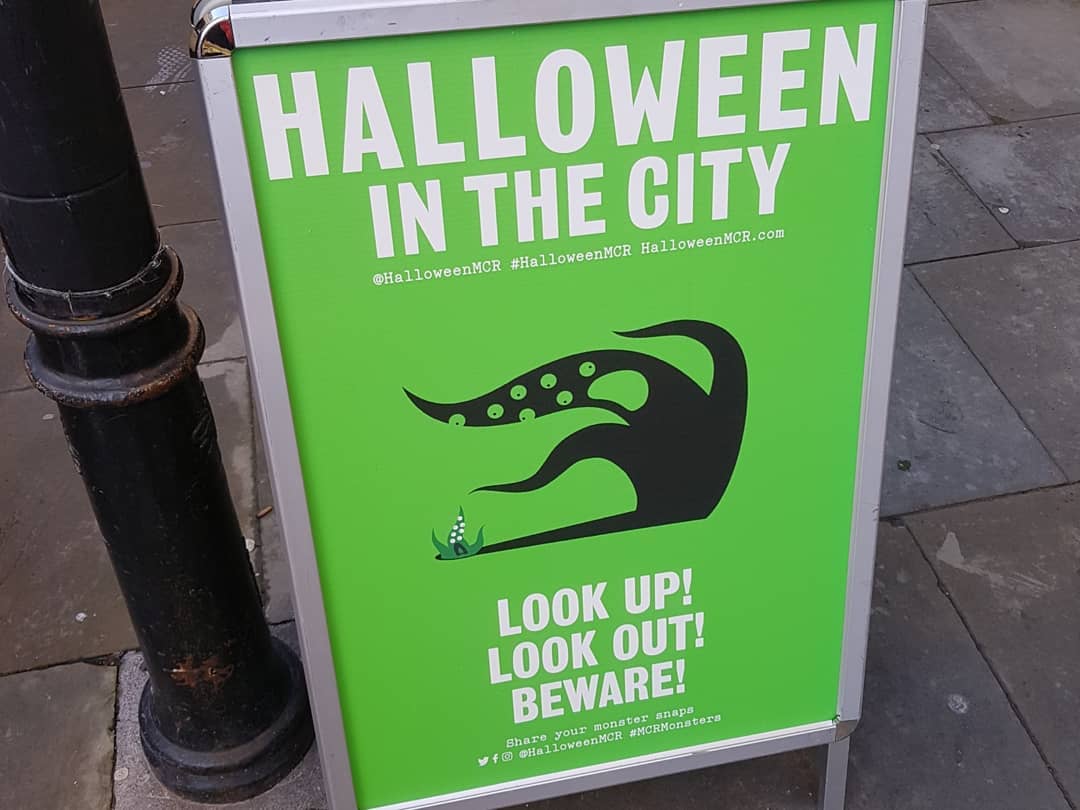 HALLOWEEN
IN THE CITY
@HalloweenMCR #HalloweenMCR HalloweenMCR.com
LOOK UP!
LOOK OUT!
BEWARE!
Share your monster snaps
@HalloweenMCR #MCRMonsters